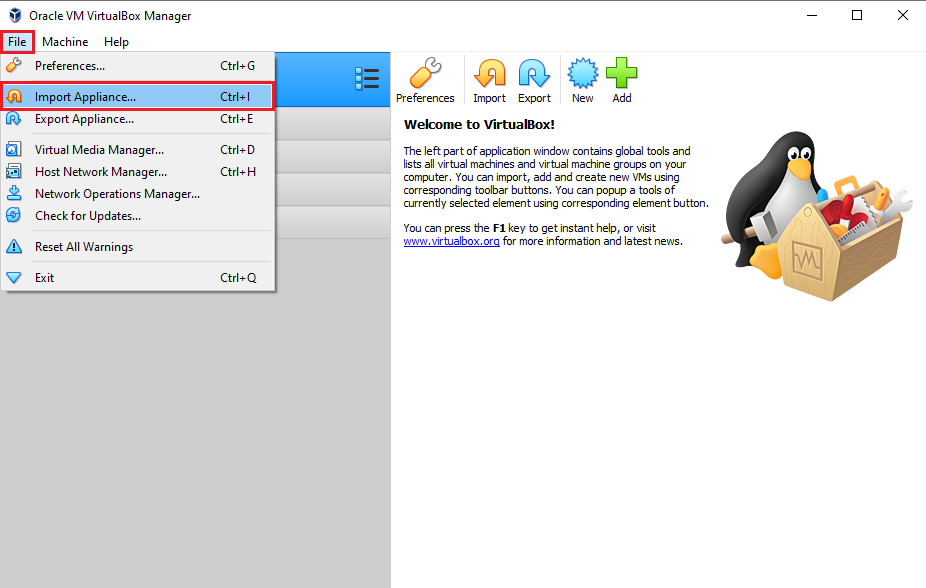 Oracle VM VirtualBox Manager
File Machine Help
Preferences... Ctrl+G
Import Appliance... Ctrl+I
Export Appliance... Ctrl+E
Virtual Media Manager... Ctrl+D
Host Network Manager... Ctrl+H
Network Operations Manager...
Check for Updates...
Reset All Warnings
Exit Ctrl+Q
Preferences Import Export New Add
Welcome to VirtualBox!
The left part of application window contains global tools and
lists all virtual machines and virtual machine groups on your
computer. You can import, add and create new VMs using
corresponding toolbar buttons. You can popup a tools of
currently selected element using corresponding element button.
You can press the F1 key to get instant help, or visit
www.virtualbox.org for more information and latest news.